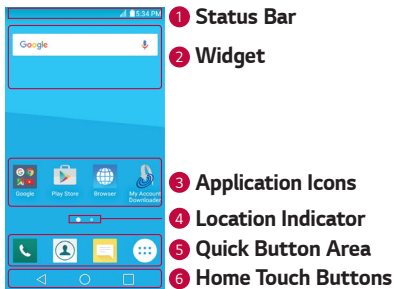 5:34 PM
1 Status Bar
Google
2 Widget
Google Play Store Browser My Account Downloader
3 Application Icons
4 Location Indicator
5 Quick Button Area
6 Home Touch Buttons